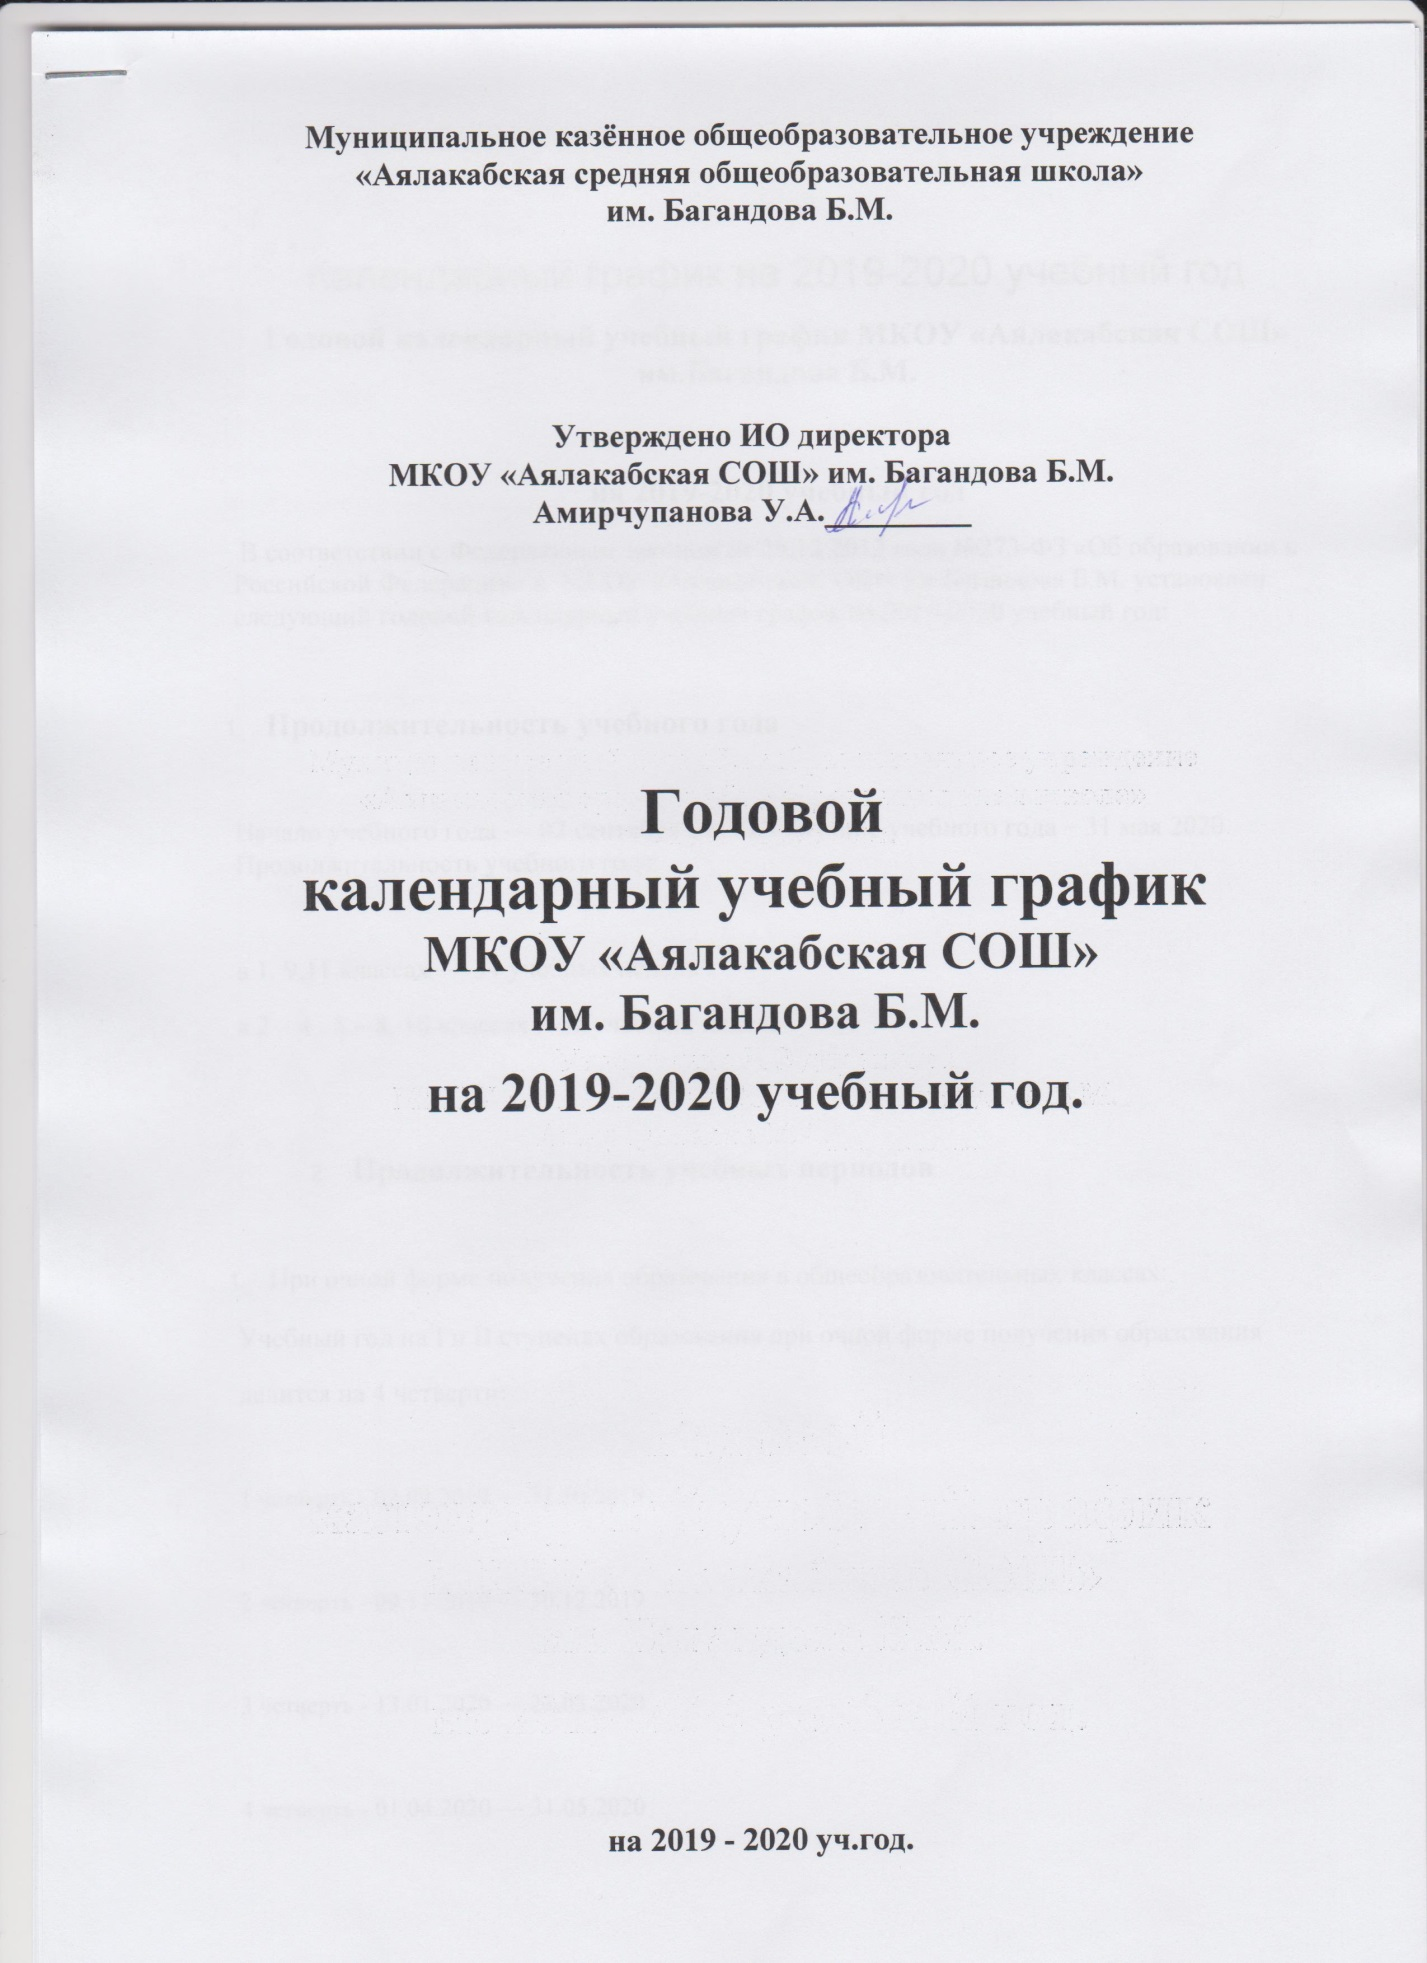 Муниципальное казённое общеобразовательное учреждение
«Аялакабская средняя общеобразовательная школа»
им. Багандова Б.М.
Утверждено ИО директора
МКОУ «Аялакабская СОШ» им. Багандова Б.М.
Амирчупанова У.А.
Годовой
календарный учебный график
МКОУ «Аялакабская СОШ»
им. Багандова Б.М.
на 2019-2020 учебный год.
на 2019 - 2020 уч.год.